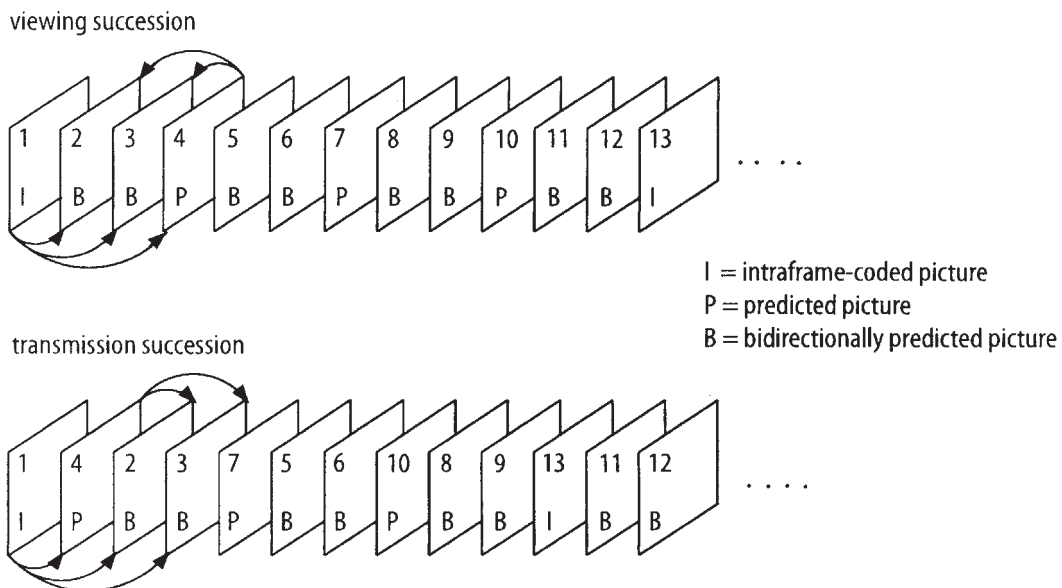 viewing succession
1 2 3 4 5 6 7 8 9 10 11 12 13
I B B P B B P B B P B B I
. . . .
I = intraframe-coded picture
P = predicted picture
B = bidirectionally predicted picture
transmission succession
1 4 2 3 7 5 6 10 8 9 13 11 12
I P B B P B B P B B I B B
. . . .